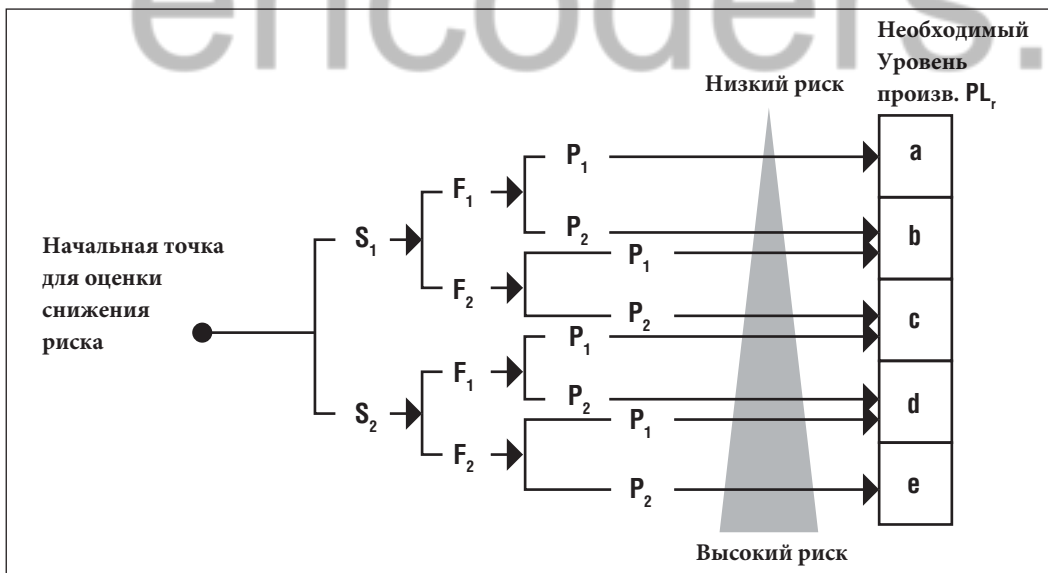 encoders.
Необходимый
Уровень
произв. PLr
Низкий риск
a
P1
F1
P2
b
S1
P1
Начальная точка
для оценки
снижения
риска
F2
P2
c
P1
F1
P2
d
S2
P1
F2
P2
e
Высокий риск